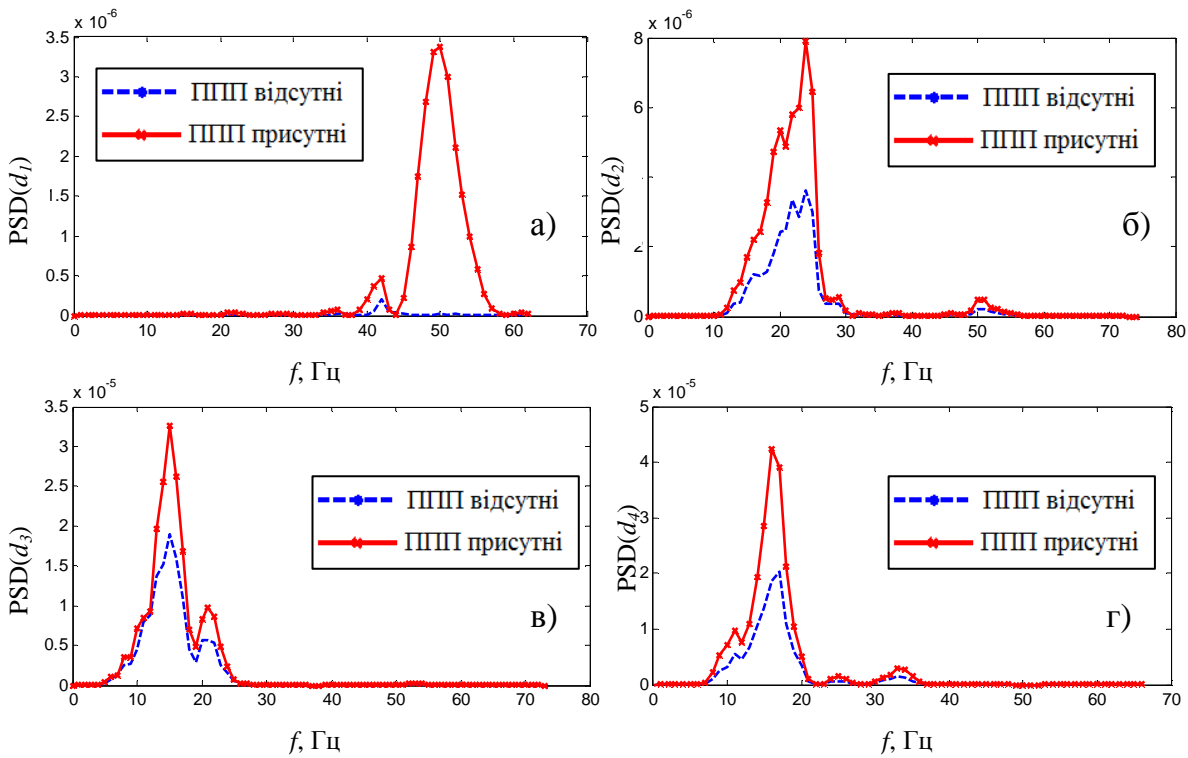 x 10⁻⁶
3.5
3
2.5
2
1.5
1
0.5
0
PSD(d₁)
ППП відсутні
ППП присутні
а)
0 10 20 30 40 50 60 70
f, Гц
x 10⁻⁶
8
6
4
2
0
PSD(d₂)
ППП відсутні
ППП присутні
б)
0 10 20 30 40 50 60 70 80
f, Гц
x 10⁻⁵
3.5
3
2.5
2
1.5
1
0.5
0
PSD(d₃)
ППП відсутні
ППП присутні
в)
0 10 20 30 40 50 60 70 80
f, Гц
x 10⁻⁵
5
4
3
2
1
0
PSD(d₄)
ППП відсутні
ППП присутні
г)
0 10 20 30 40 50 60 70
f, Гц